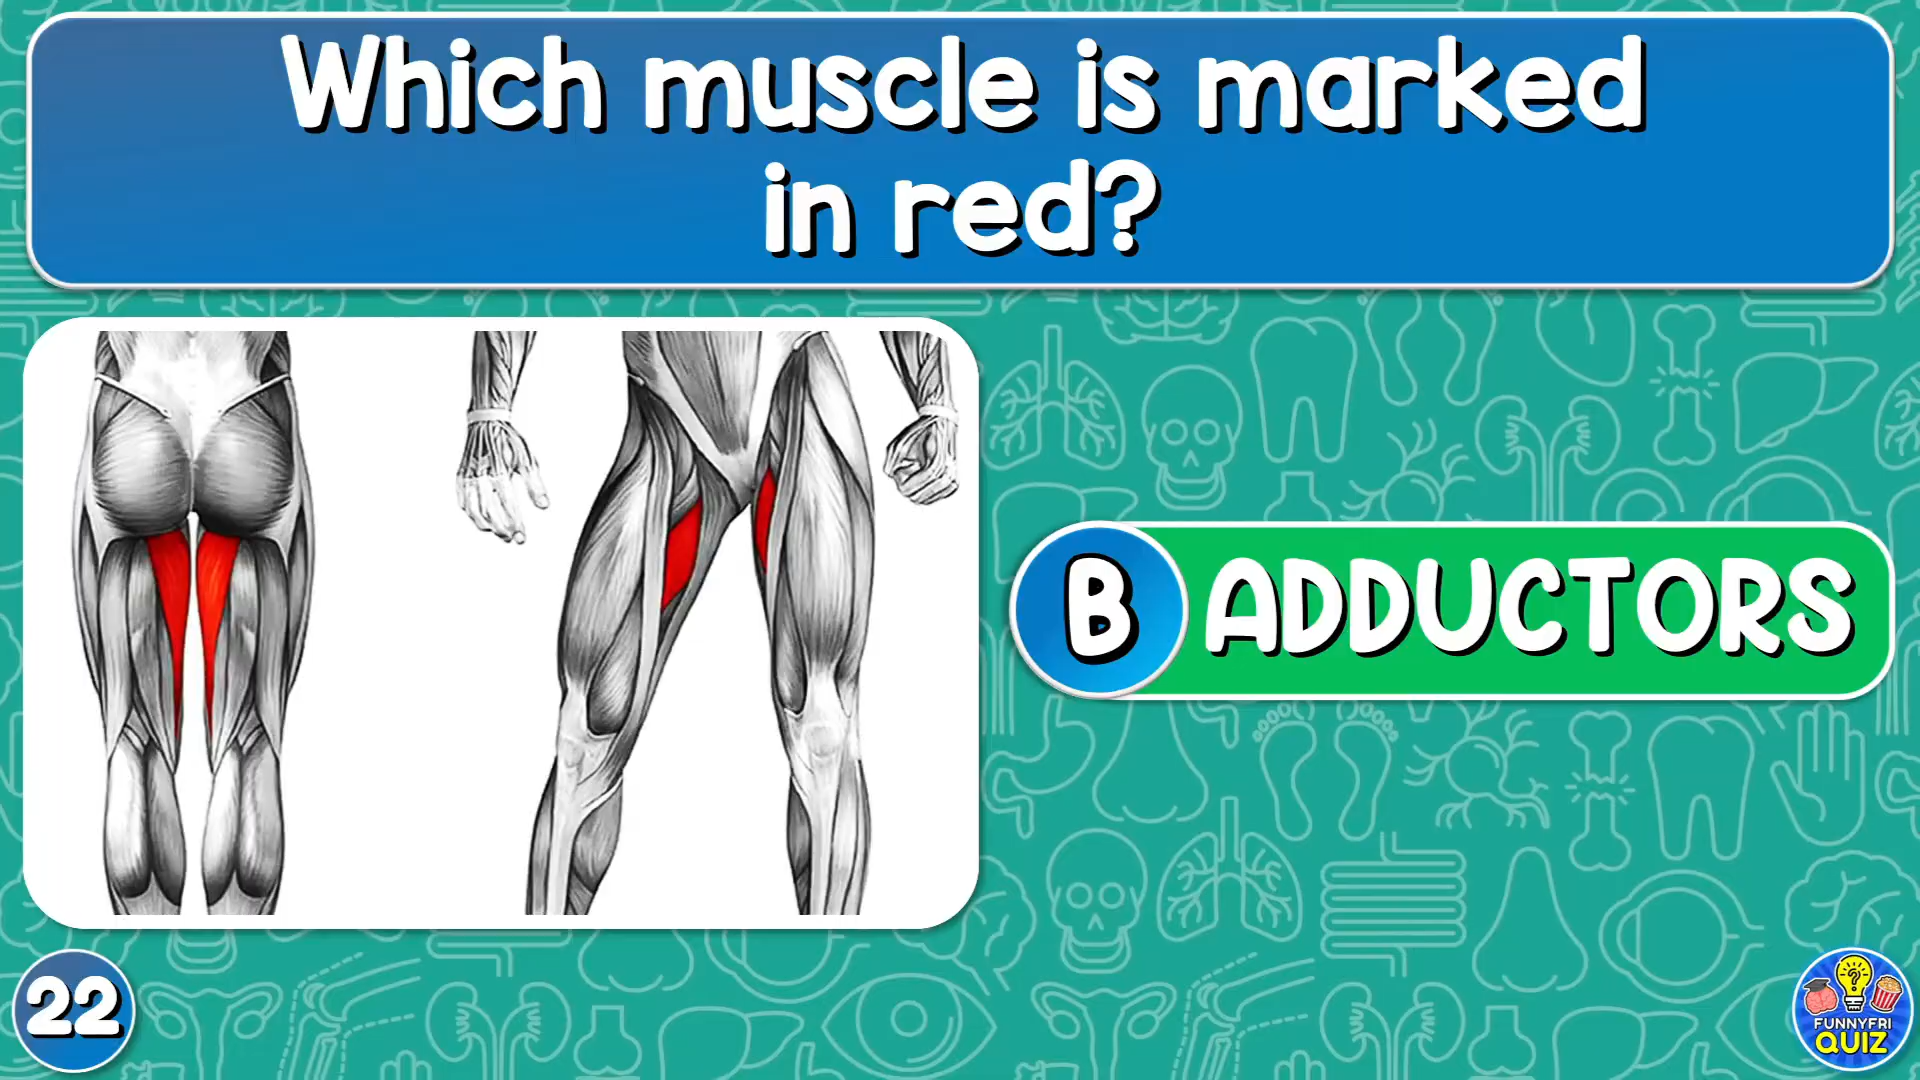 Which muscle is marked
in red?
B ADDUCTORS
22
FUNNYFRI
QUIZ